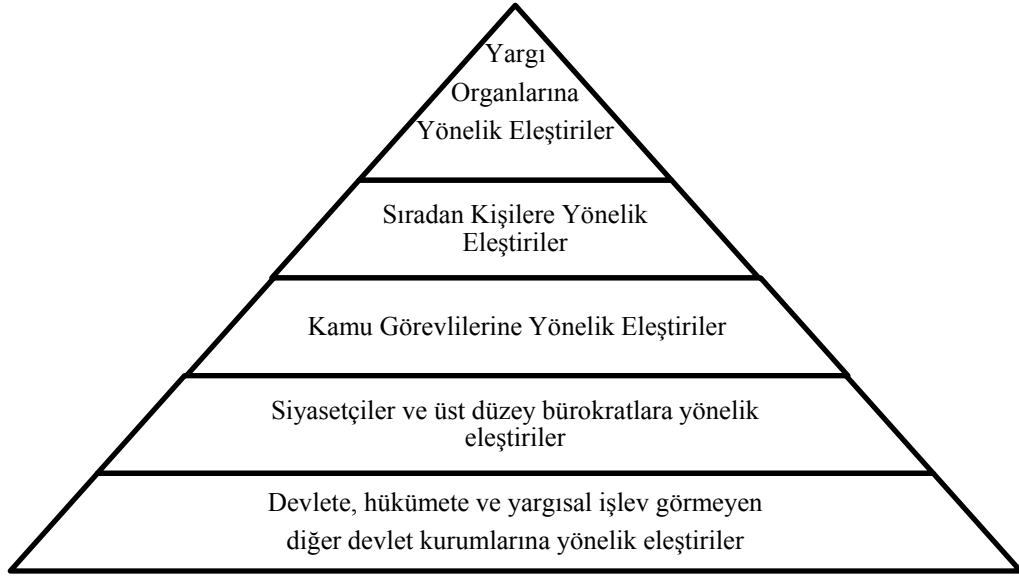 Yargı
Organlarına
Yönelik Eleştiriler
Sıradan Kişilere Yönelik
Eleştiriler
Kamu Görevlilerine Yönelik Eleştiriler
Siyasetçiler ve üst düzey bürokratlara yönelik
eleştiriler
Devlete, hükümete ve yargısal işlev görmeyen
diğer devlet kurumlarına yönelik eleştiriler